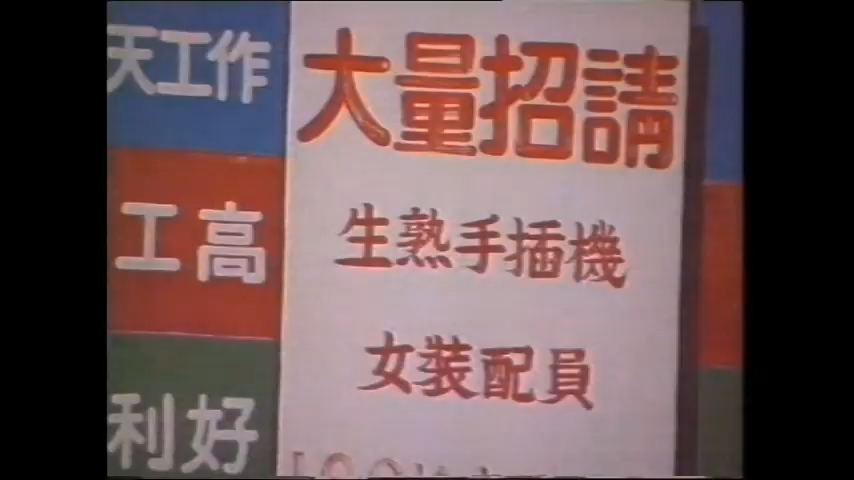 天工作
工高
利好
大量招請
生熟手插機
女裝配員